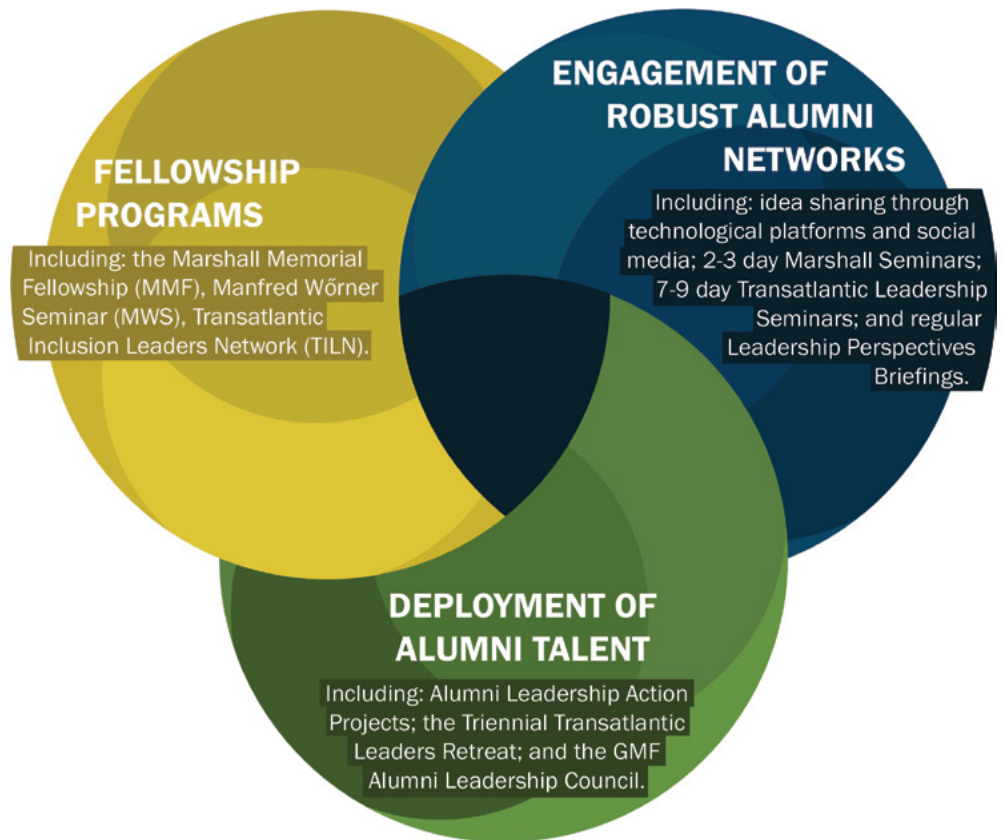 FELLOWSHIP
PROGRAMS
Including: the Marshall Memorial
Fellowship (MMF), Manfred Wőrner
Seminar (MWS), Transatlantic
Inclusion Leaders Network (TILN).
ENGAGEMENT OF
ROBUST ALUMNI
NETWORKS
Including: idea sharing through
technological platforms and social
media; 2-3 day Marshall Seminars;
7-9 day Transatlantic Leadership
Seminars; and regular
Leadership Perspectives
Briefings.
DEPLOYMENT OF
ALUMNI TALENT
Including: Alumni Leadership Action
Projects; the Triennial Transatlantic
Leaders Retreat; and the GMF
Alumni Leadership Council.